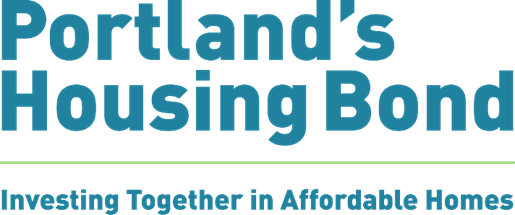 Portland's
Housing Bond
Investing Together in Affordable Homes